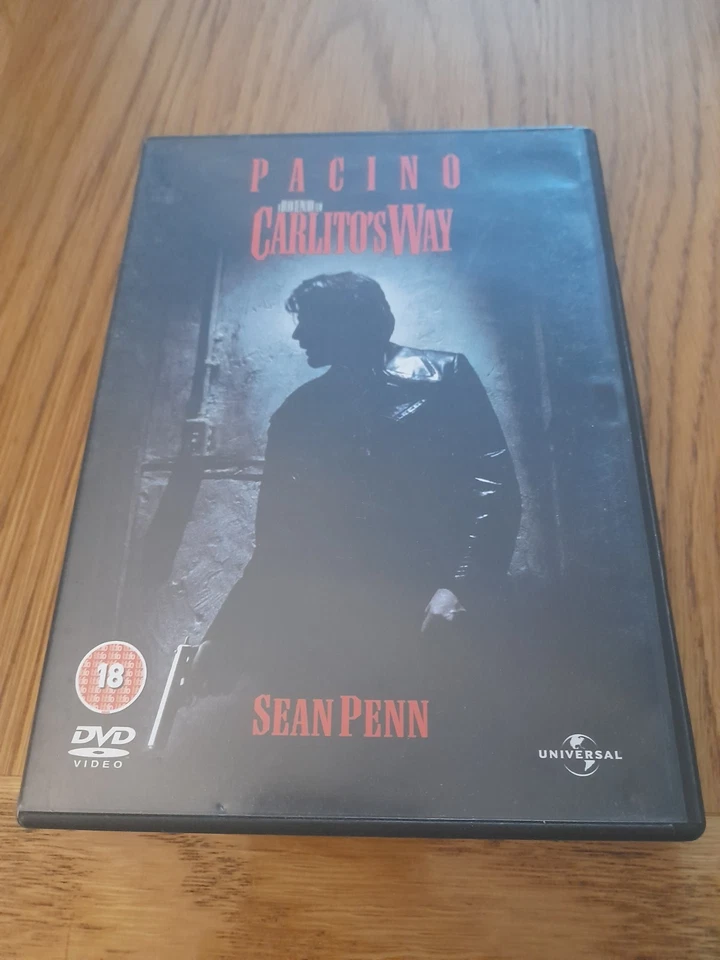 PACINO
CARLITO'S WAY
18
DVD
VIDEO
SEAN PENN
UNIVERSAL